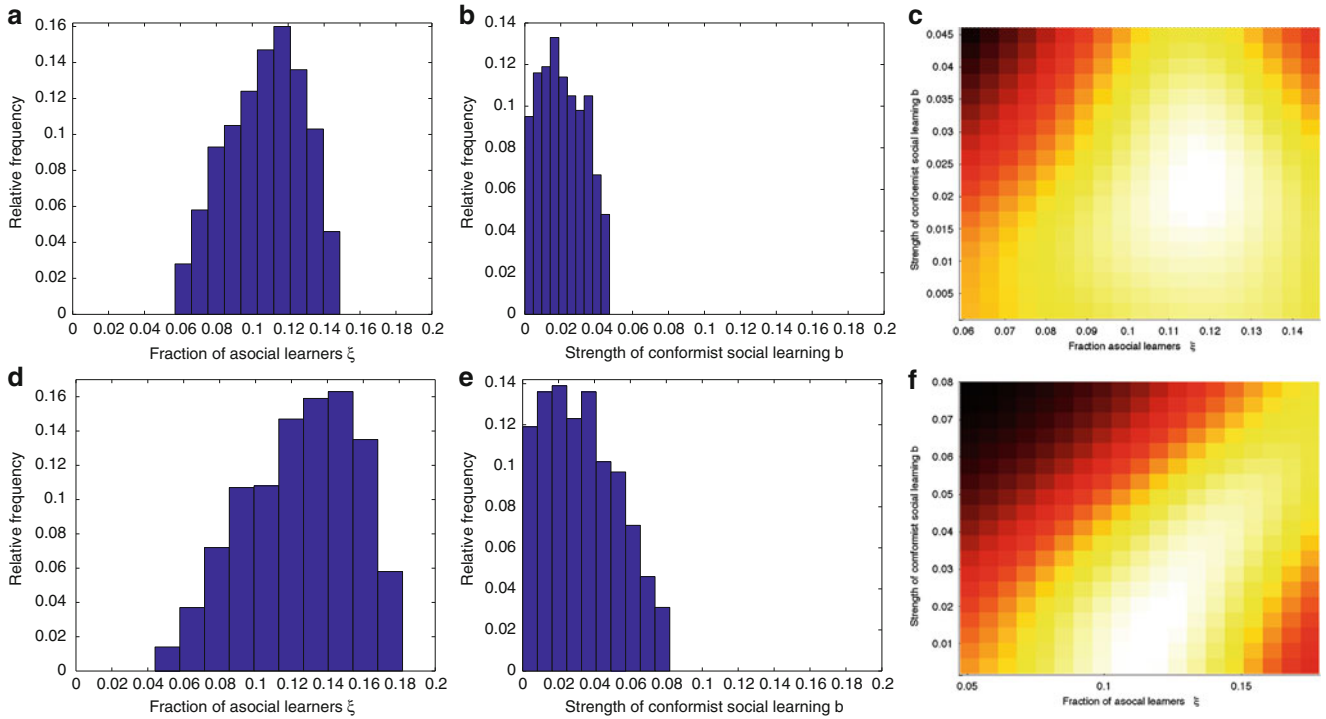 a
0.16
0.14
0.12
0.1
0.08
0.06
0.04
0.02
0
Relative frequency
0 0.02 0.04 0.06 0.08 0.1 0.12 0.14 0.16 0.18 0.2
Fraction of asocial learners ξ
b
0.14
0.12
0.1
0.08
0.06
0.04
0.02
0
Relative frequency
0 0.02 0.04 0.06 0.08 0.1 0.12 0.14 0.16 0.18 0.2
Strength of conformist social learning b
c
0.045
0.04
0.035
0.03
0.025
0.02
0.015
0.01
0.005
Strength of confoemist social learning b
0.06 0.07 0.08 0.09 0.1 0.11 0.12 0.13 0.14
Fraction asocial learners ξ
d
0.16
0.14
0.12
0.1
0.08
0.06
0.04
0.02
0
Relative frequency
0 0.02 0.04 0.06 0.08 0.1 0.12 0.14 0.16 0.18 0.2
Fraction of asocial learners ξ
e
0.14
0.12
0.1
0.08
0.06
0.04
0.02
0
Relative frequency
0 0.02 0.04 0.06 0.08 0.1 0.12 0.14 0.16 0.18 0.2
Strength of conformist social learning b
f
0.08
0.07
0.06
0.05
0.04
0.03
0.02
0.01
Strength of conformist social learning b
0.05 0.1 0.15
Fraction of asocal learners ξ